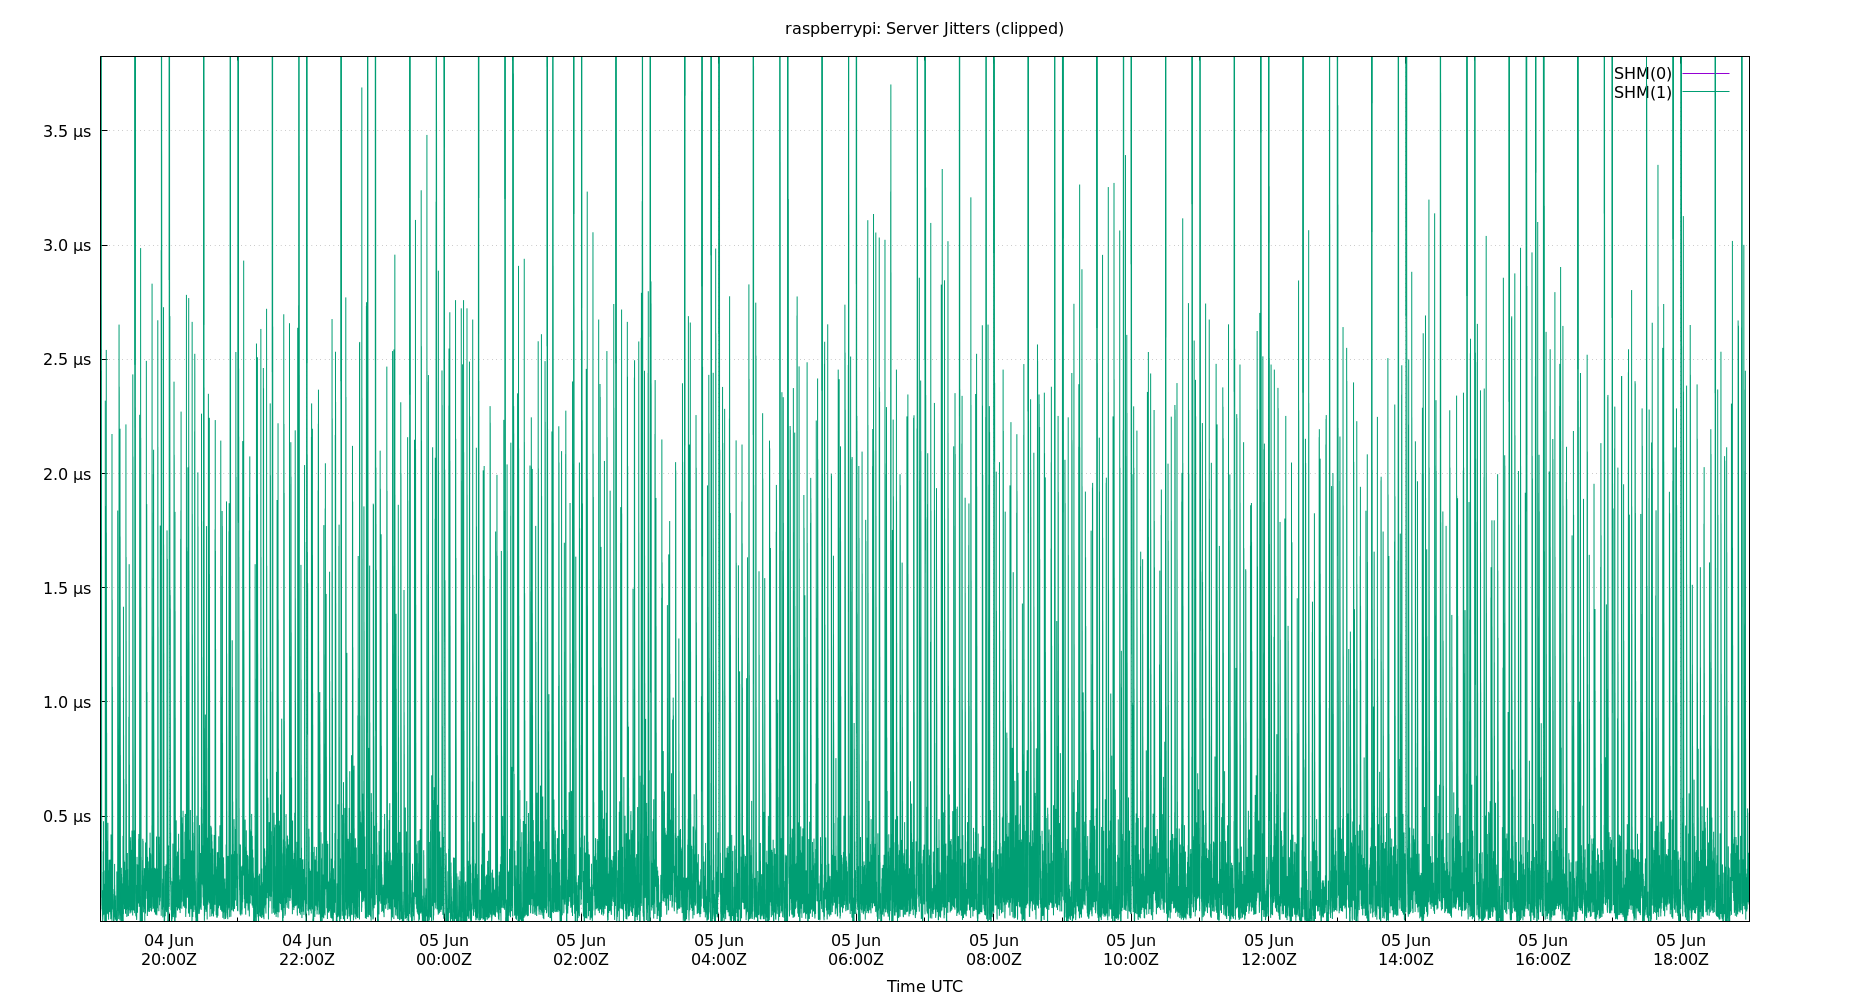 raspberrypi: Server Jitters (clipped)
SHM(0)
SHM(1)
3.5 µs
3.0 µs
2.5 µs
2.0 µs
1.5 µs
1.0 µs
0.5 µs
04 Jun 04 Jun 05 Jun 05 Jun 05 Jun 05 Jun 05 Jun 05 Jun 05 Jun 05 Jun 05 Jun 05 Jun
20:00Z 22:00Z 00:00Z 02:00Z 04:00Z 06:00Z 08:00Z 10:00Z 12:00Z 14:00Z 16:00Z 18:00Z
Time UTC